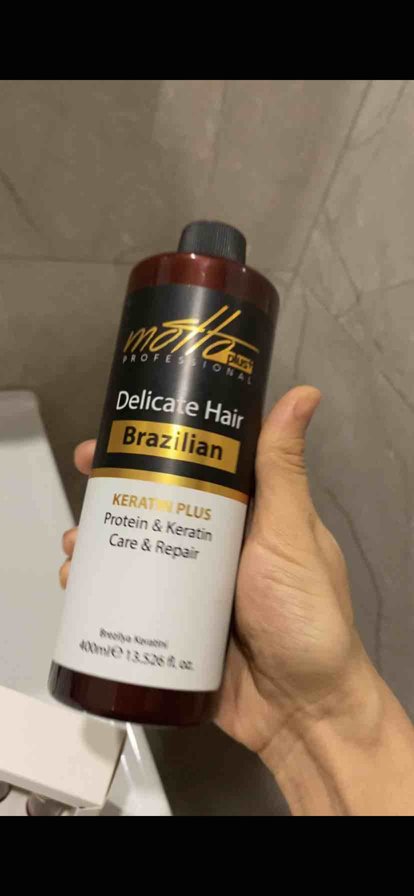 motto plus+
PROFESSIONAL
Delicate Hair
Brazilian
KERATIN PLUS
Protein & Keratin
Care & Repair
Brezilya Keratini
400ml℮ 13.526 fl. oz.